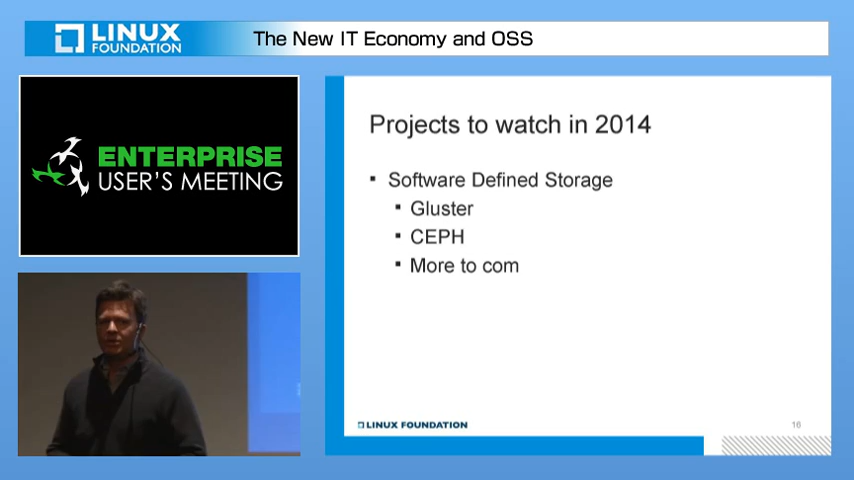 LINUX
FOUNDATION
The New IT Economy and OSS
ENTERPRISE
USER'S MEETING
Projects to watch in 2014
▪ Software Defined Storage
▪ Gluster
▪ CEPH
▪ More to com
LINUX FOUNDATION
16